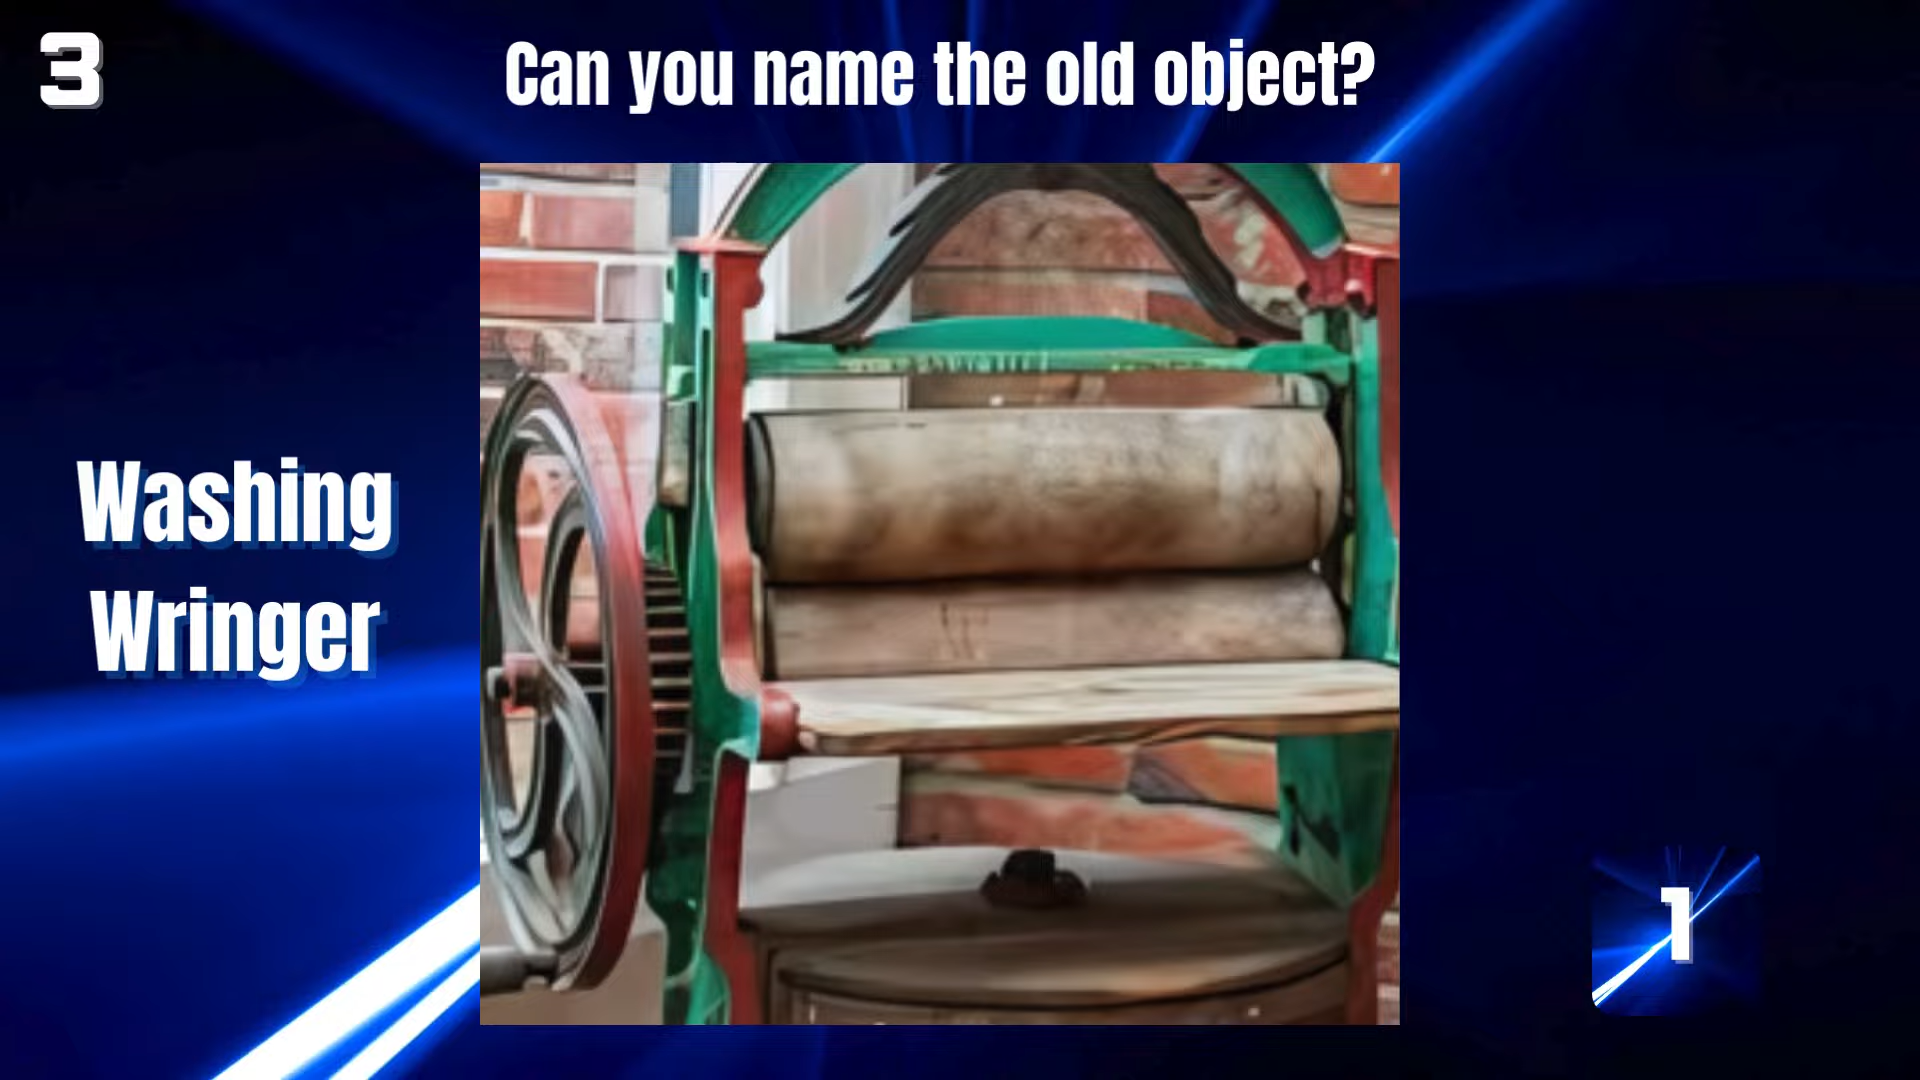 3
Can you name the old object?
Washing
Wringer
1